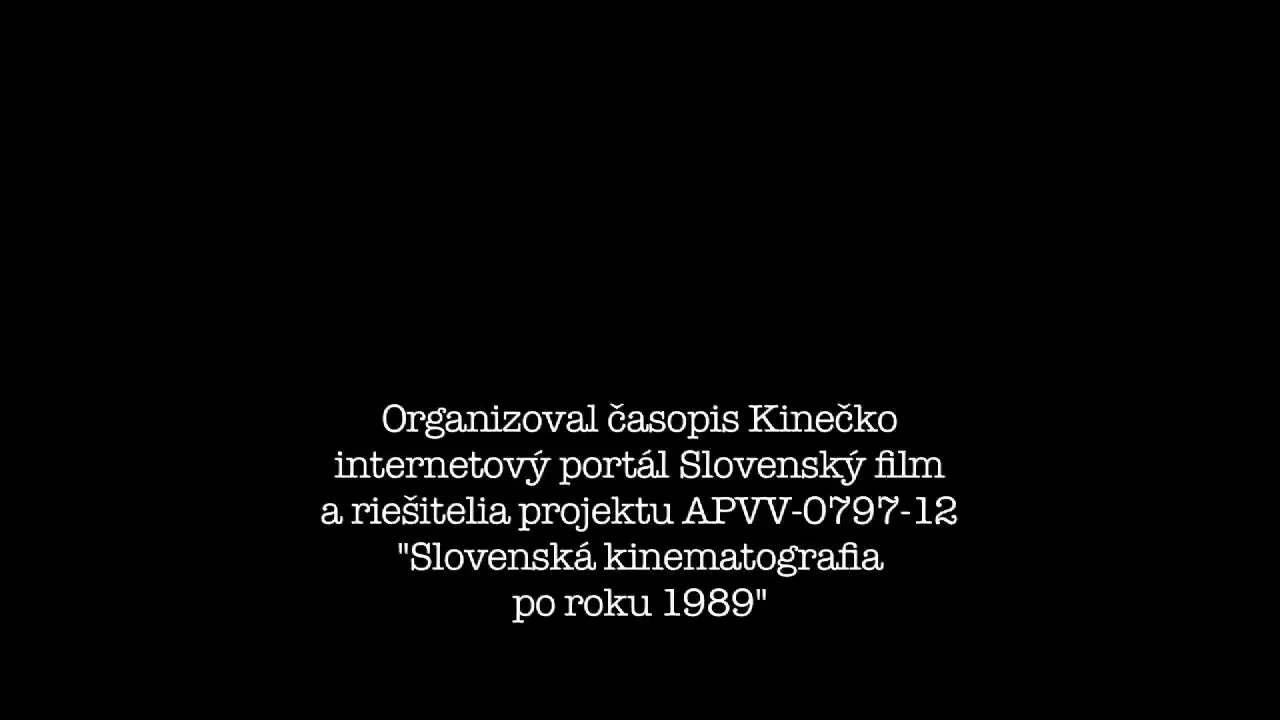 Organizoval časopis Kinečko
internetový portál Slovenský film
a riešitelia projektu APVV-0797-12
"Slovenská kinematografia
po roku 1989"